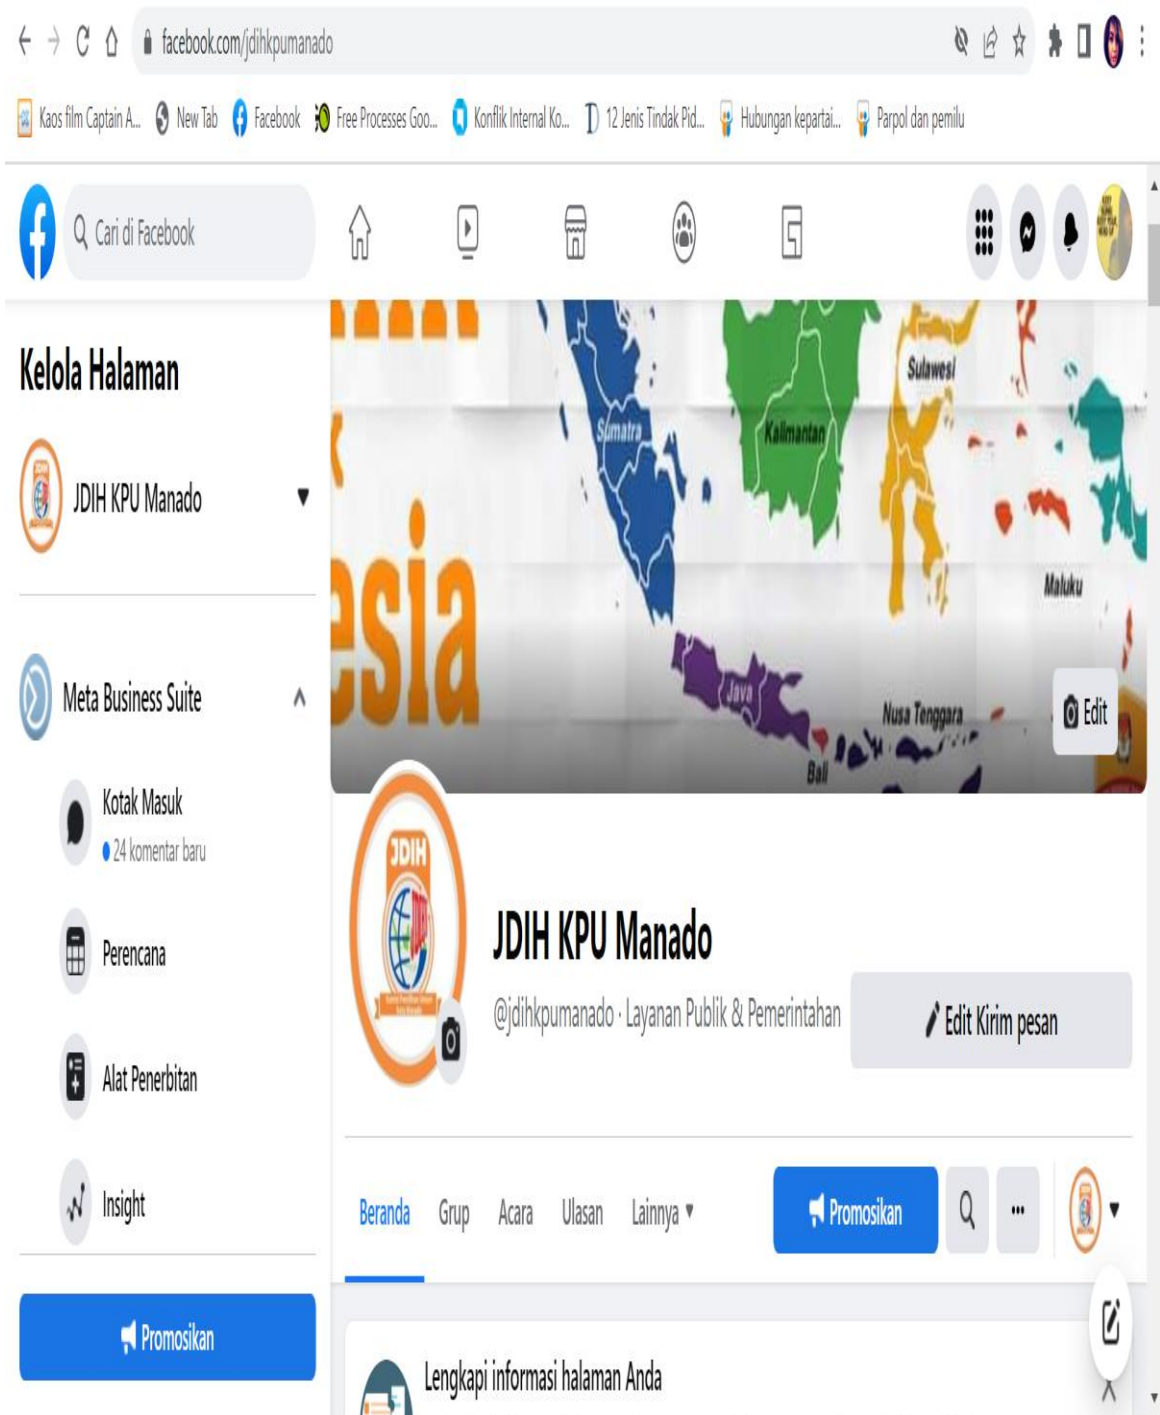 facebook.com/jdihkpumanado
Kaos film Captain A...
New Tab
Facebook
Free Processes Goo...
Konflik Internal Ko...
12 Jenis Tindak Pid...
Hubungan kepartai...
Parpol dan pemilu
Cari di Facebook
Kelola Halaman
JDIH KPU Manado
Meta Business Suite
Kotak Masuk
24 komentar baru
Perencana
Alat Penerbitan
Insight
Promosikan
esia
Sumatra
Kalimantan
Sulawesi
Maluku
Java
Bali
Nusa Tenggara
Edit
JDIH
JDIH KPU Manado
@jdihkpumanado · Layanan Publik & Pemerintahan
Edit Kirim pesan
Beranda
Grup
Acara
Ulasan
Lainnya
Promosikan
Lengkapi informasi halaman Anda